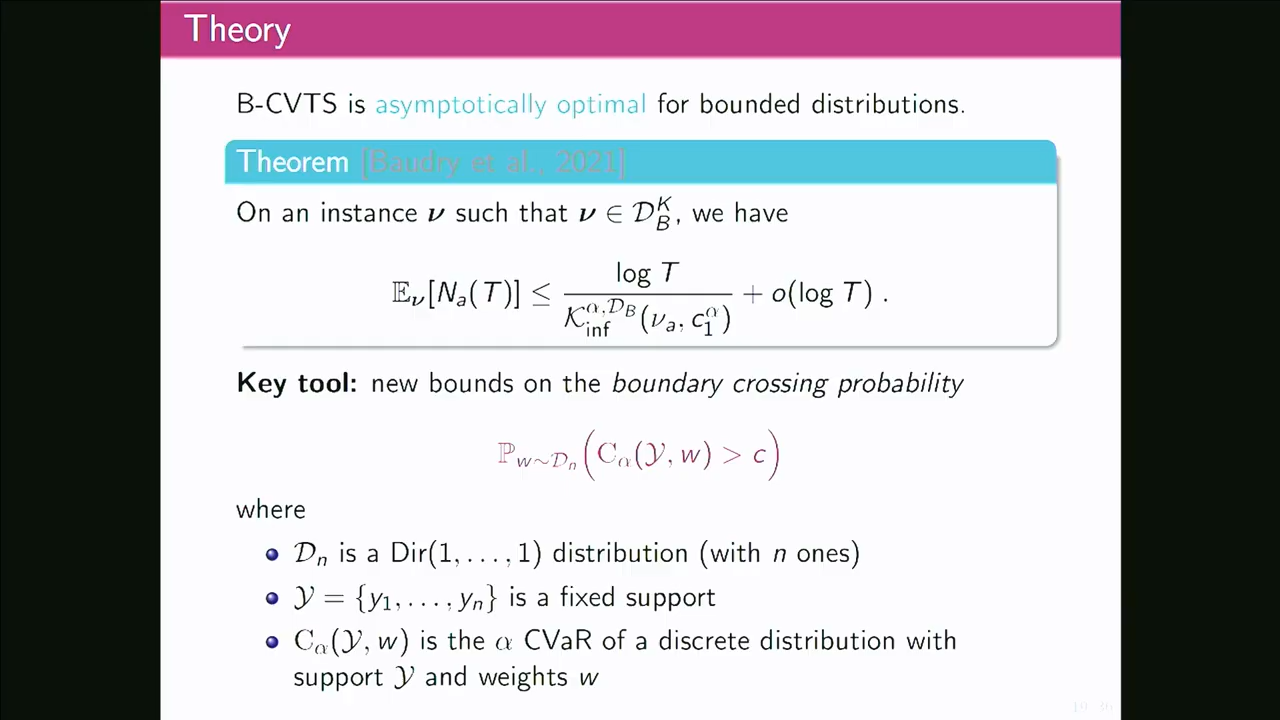 Theory
B-CVTS is asymptotically optimal for bounded distributions.
Theorem [Baudry et al., 2021]
On an instance 𝝂 such that 𝝂 ∈ 𝒟_B^K, we have
𝔼_𝝂[N_a(T)] ≤ log T / 𝒦_inf^{α,𝒟_B}(ν_a, c_1^α) + o(log T) .
Key tool: new bounds on the boundary crossing probability
ℙ_{w∼𝒟_n}(C_α(𝒴, w) > c)
where
𝒟_n is a Dir(1, . . . , 1) distribution (with n ones)
𝒴 = {y_1, . . . , y_n} is a fixed support
C_α(𝒴, w) is the α CVaR of a discrete distribution with
support 𝒴 and weights w
19/36